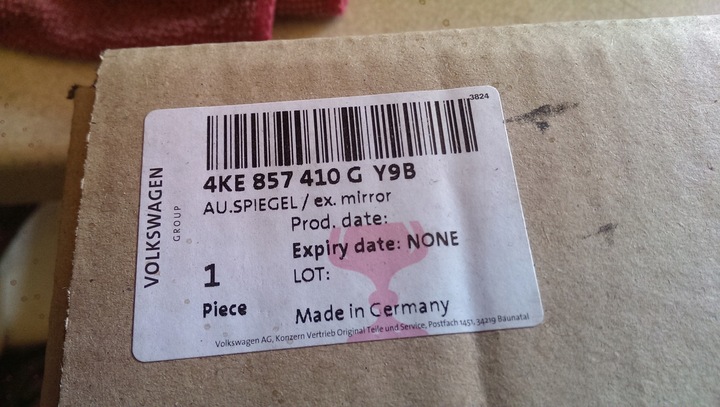 3824
VOLKSWAGEN
GROUP
4KE 857 410 G Y9B
AU.SPIEGEL / ex. mirror
Prod. date:
Expiry date: NONE
1
LOT:
Piece
Made in Germany
Volkswagen AG, Konzern Vertrieb Original Teile und Service, Postfach 1451, 34219 Baunatal